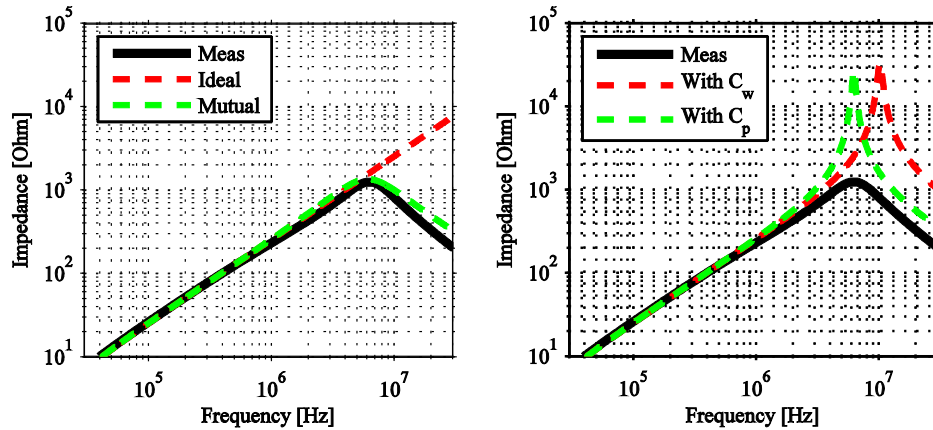 Impedance [Ohm]
10^5
10^4
10^3
10^2
10^1
Meas
Ideal
Mutual
10^5 10^6 10^7
Frequency [Hz]
Impedance [Ohm]
10^5
10^4
10^3
10^2
10^1
Meas
With C_w
With C_p
10^5 10^6 10^7
Frequency [Hz]